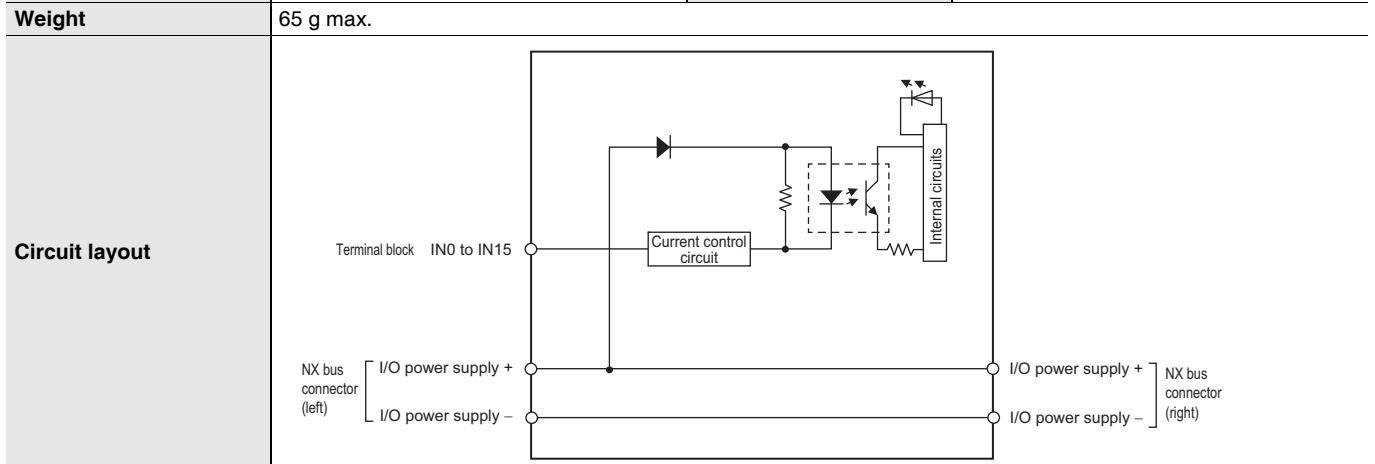 Weight
65 g max.
Circuit layout
Internal circuits
Terminal block IN0 to IN15
Current control
circuit
NX bus
connector
(left)
I/O power supply +
I/O power supply −
I/O power supply +
I/O power supply −
NX bus
connector
(right)